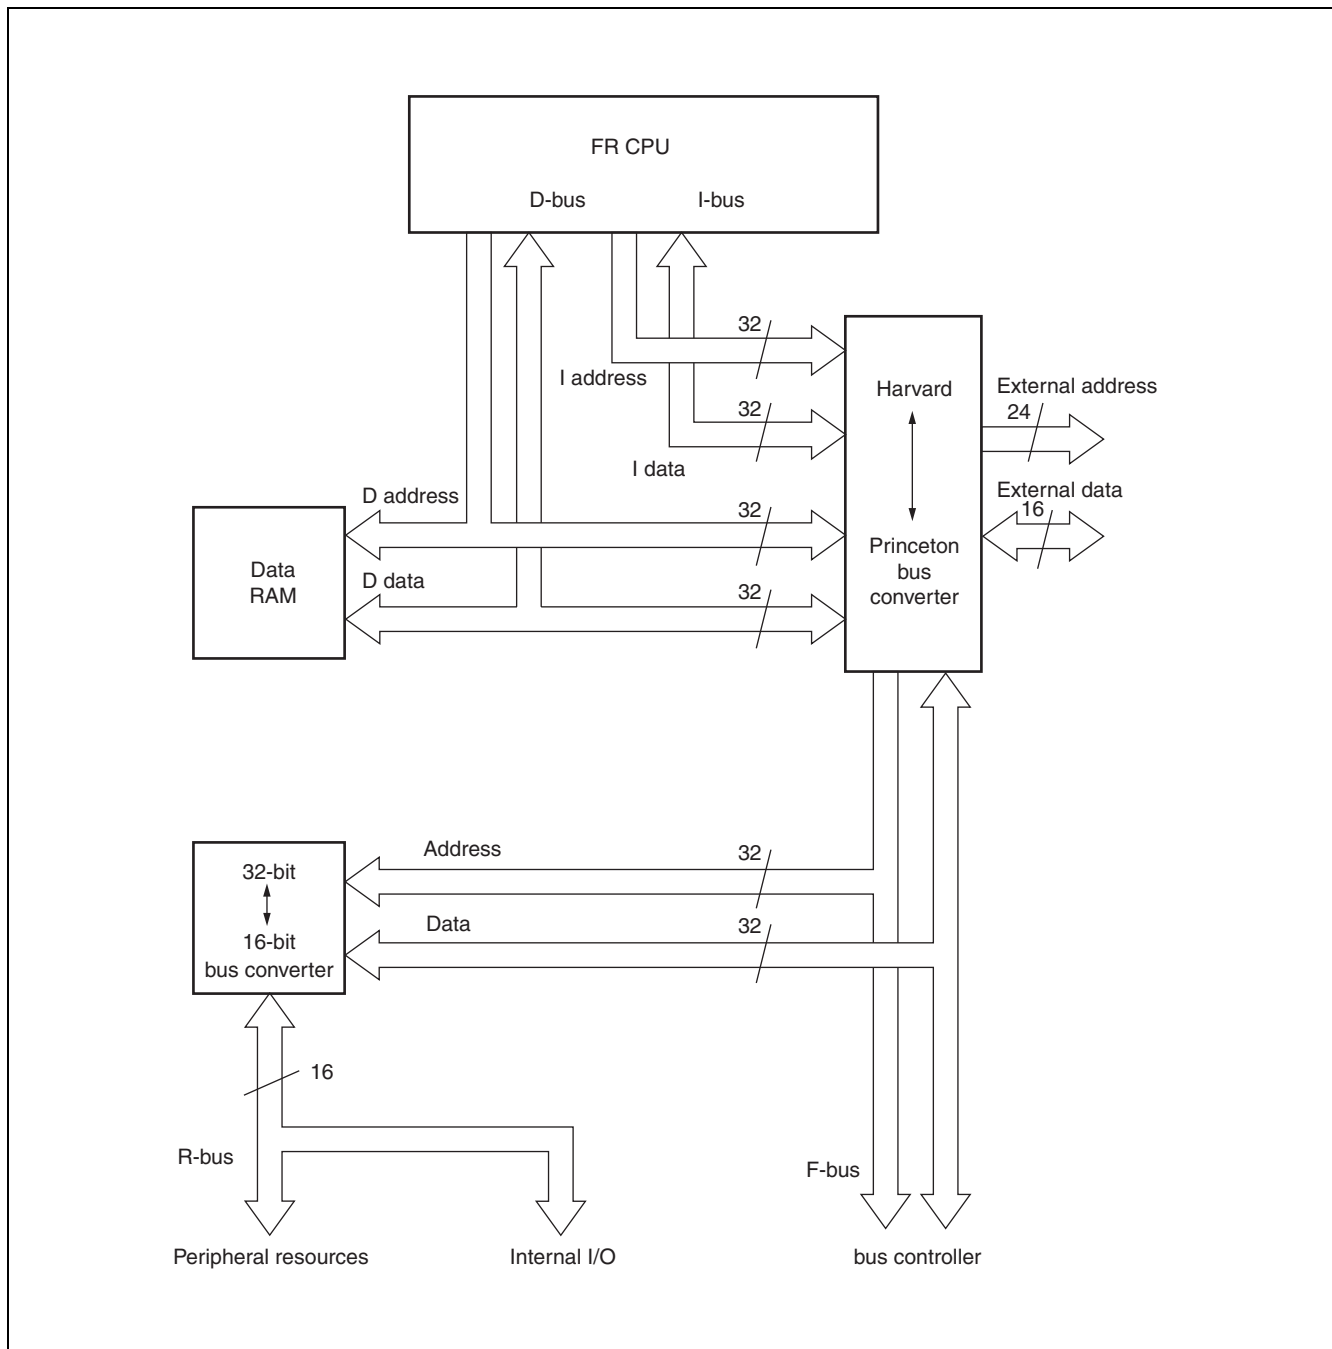 FR CPU
D-bus
I-bus
32
I address
32
I data
Harvard
External address
24
External data
16
D address
32
Princeton
bus
converter
Data
RAM
D data
32
Address
32
32-bit
16-bit
bus converter
Data
32
16
R-bus
F-bus
Peripheral resources
Internal I/O
bus controller